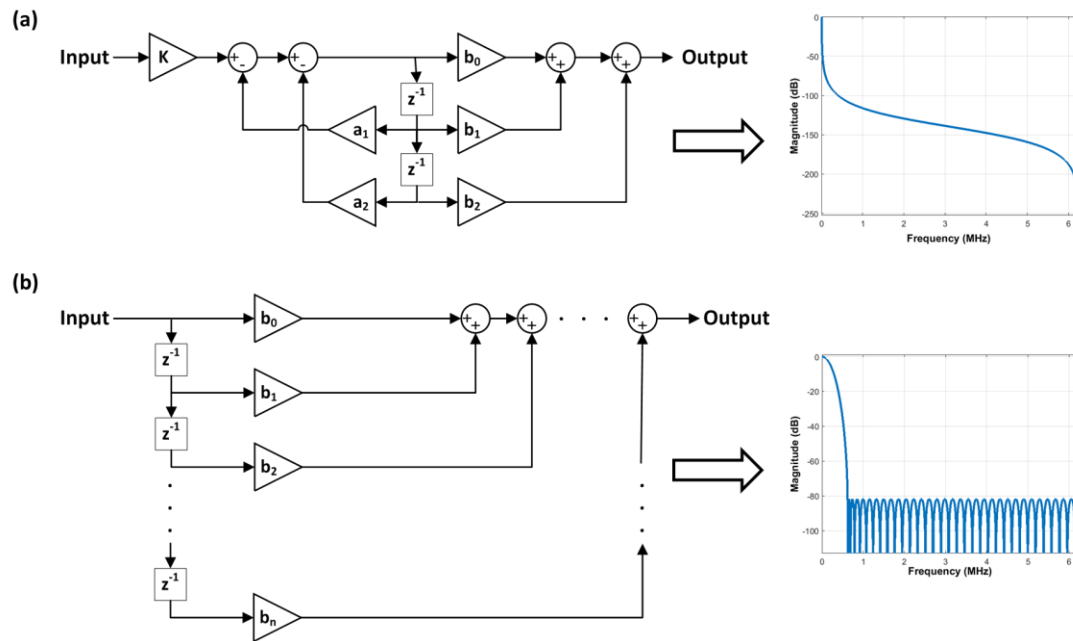 (a)
Input K + - + - b₀ + + + + Output
z⁻¹
a₁ b₁
z⁻¹
a₂ b₂
Magnitude (dB)
0
-50
-100
-150
-200
-250
0 1 2 3 4 5 6
Frequency (MHz)
(b)
Input b₀ + + + + · · · + + Output
z⁻¹
b₁
z⁻¹
b₂
z⁻¹
bₙ
Magnitude (dB)
0
-20
-40
-60
-80
-100
0 1 2 3 4 5 6
Frequency (MHz)